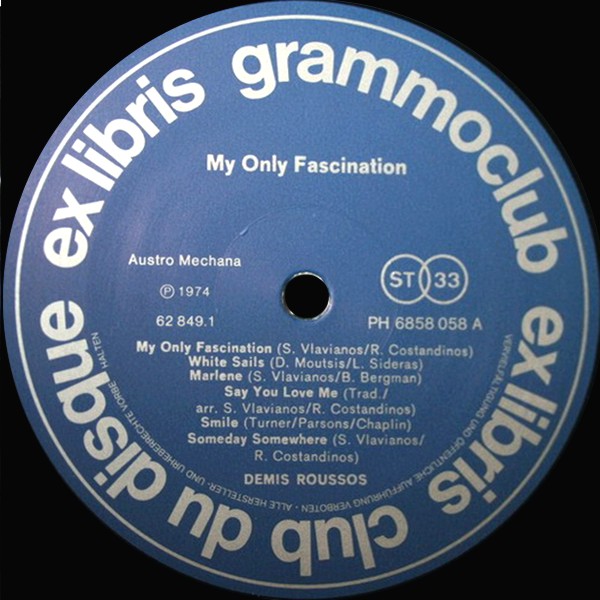 ex libris grammoclub
ex libris club du disque
My Only Fascination
Austro Mechana
℗ 1974
62 849.1
ST 33
PH 6858 058 A
My Only Fascination (S. Vlavianos/R. Costandinos)
White Sails (D. Moutsis/L. Sideras)
Marlene (S. Vlavianos/B. Bergman)
Say You Love Me (Trad./
arr. S. Vlavianos/R. Costandinos)
Smile (Turner/Parsons/Chaplin)
Someday Somewhere (S. Vlavianos/
R. Costandinos)
DEMIS ROUSSOS
VERVIELFÄLTIGUNG UND ÖFFENTLICHE AUFFÜHRUNG VERBOTEN - ALLE HERSTELLER- UND URHEBERRECHTE VORBEHALTEN